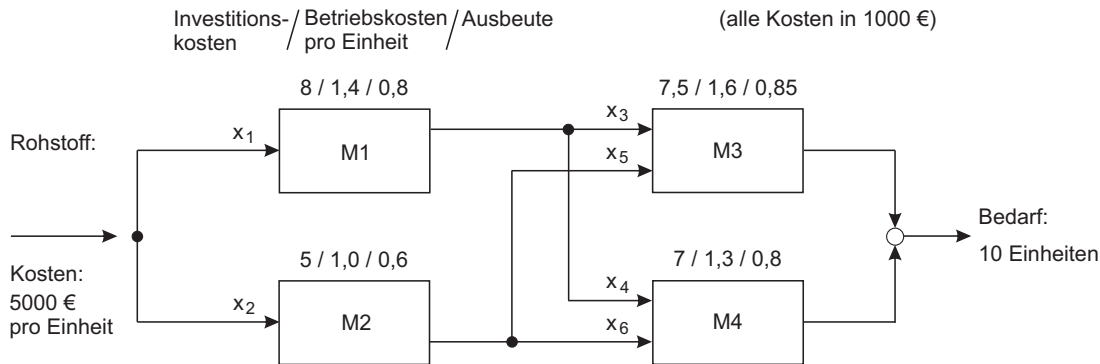 Investitions- / Betriebskosten / Ausbeute
kosten pro Einheit
(alle Kosten in 1000 €)
8 / 1,4 / 0,8
7,5 / 1,6 / 0,85
Rohstoff:
x1
M1
x3
x5
M3
Bedarf:
10 Einheiten
Kosten:
5000 €
pro Einheit
5 / 1,0 / 0,6
7 / 1,3 / 0,8
x2
M2
x4
x6
M4